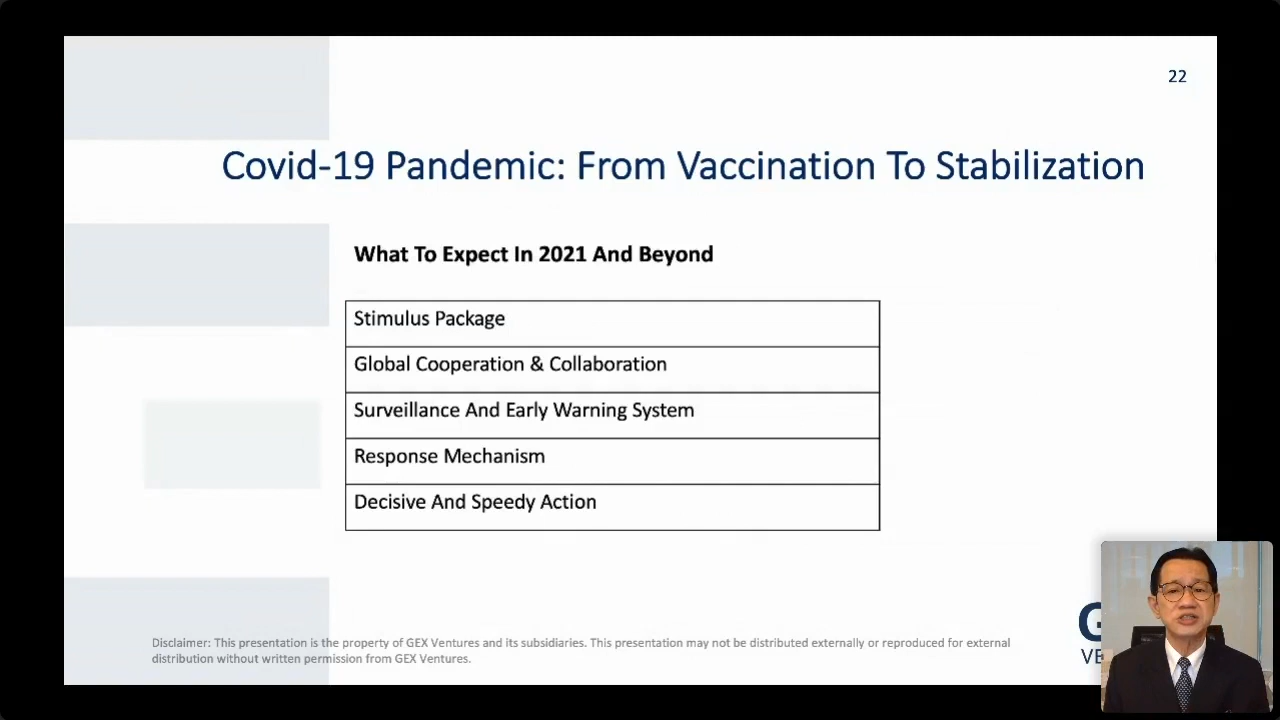 22
Covid-19 Pandemic: From Vaccination To Stabilization
What To Expect In 2021 And Beyond
Stimulus Package
Global Cooperation & Collaboration
Surveillance And Early Warning System
Response Mechanism
Decisive And Speedy Action
Disclaimer: This presentation is the property of GEX Ventures and its subsidiaries. This presentation may not be distributed externally or reproduced for external
distribution without written permission from GEX Ventures.